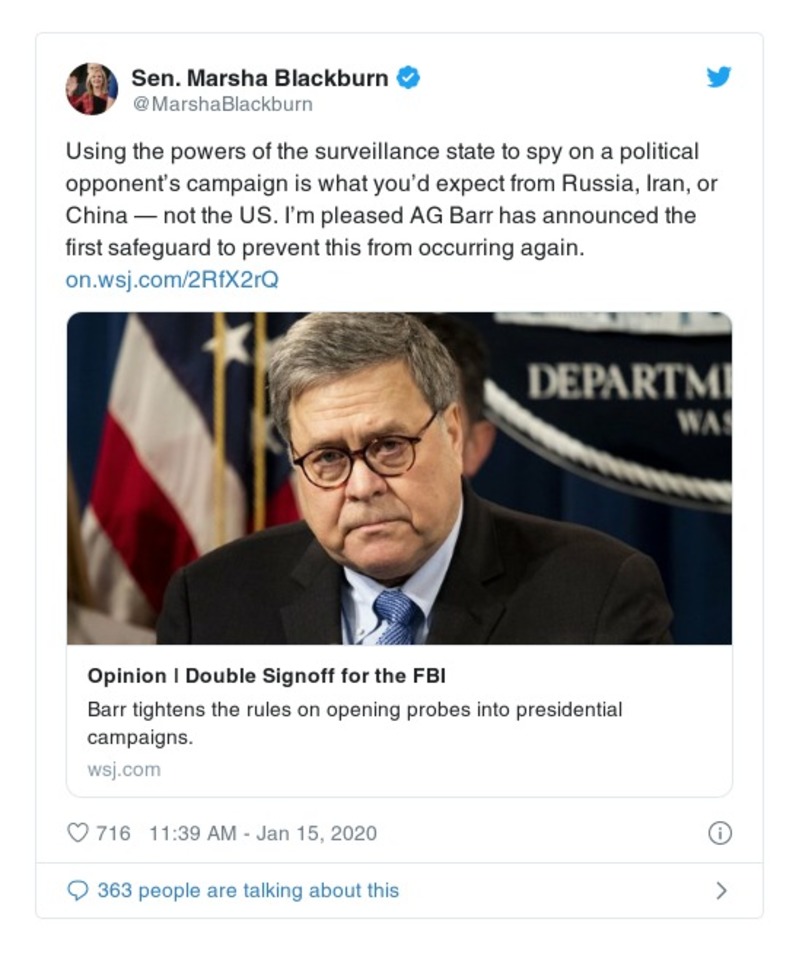 Sen. Marsha Blackburn
@MarshaBlackburn
Using the powers of the surveillance state to spy on a political
opponent’s campaign is what you’d expect from Russia, Iran, or
China — not the US. I’m pleased AG Barr has announced the
first safeguard to prevent this from occurring again.
on.wsj.com/2RfX2rQ
DEPARTM
WAS
Opinion | Double Signoff for the FBI
Barr tightens the rules on opening probes into presidential
campaigns.
wsj.com
716 11:39 AM - Jan 15, 2020
363 people are talking about this